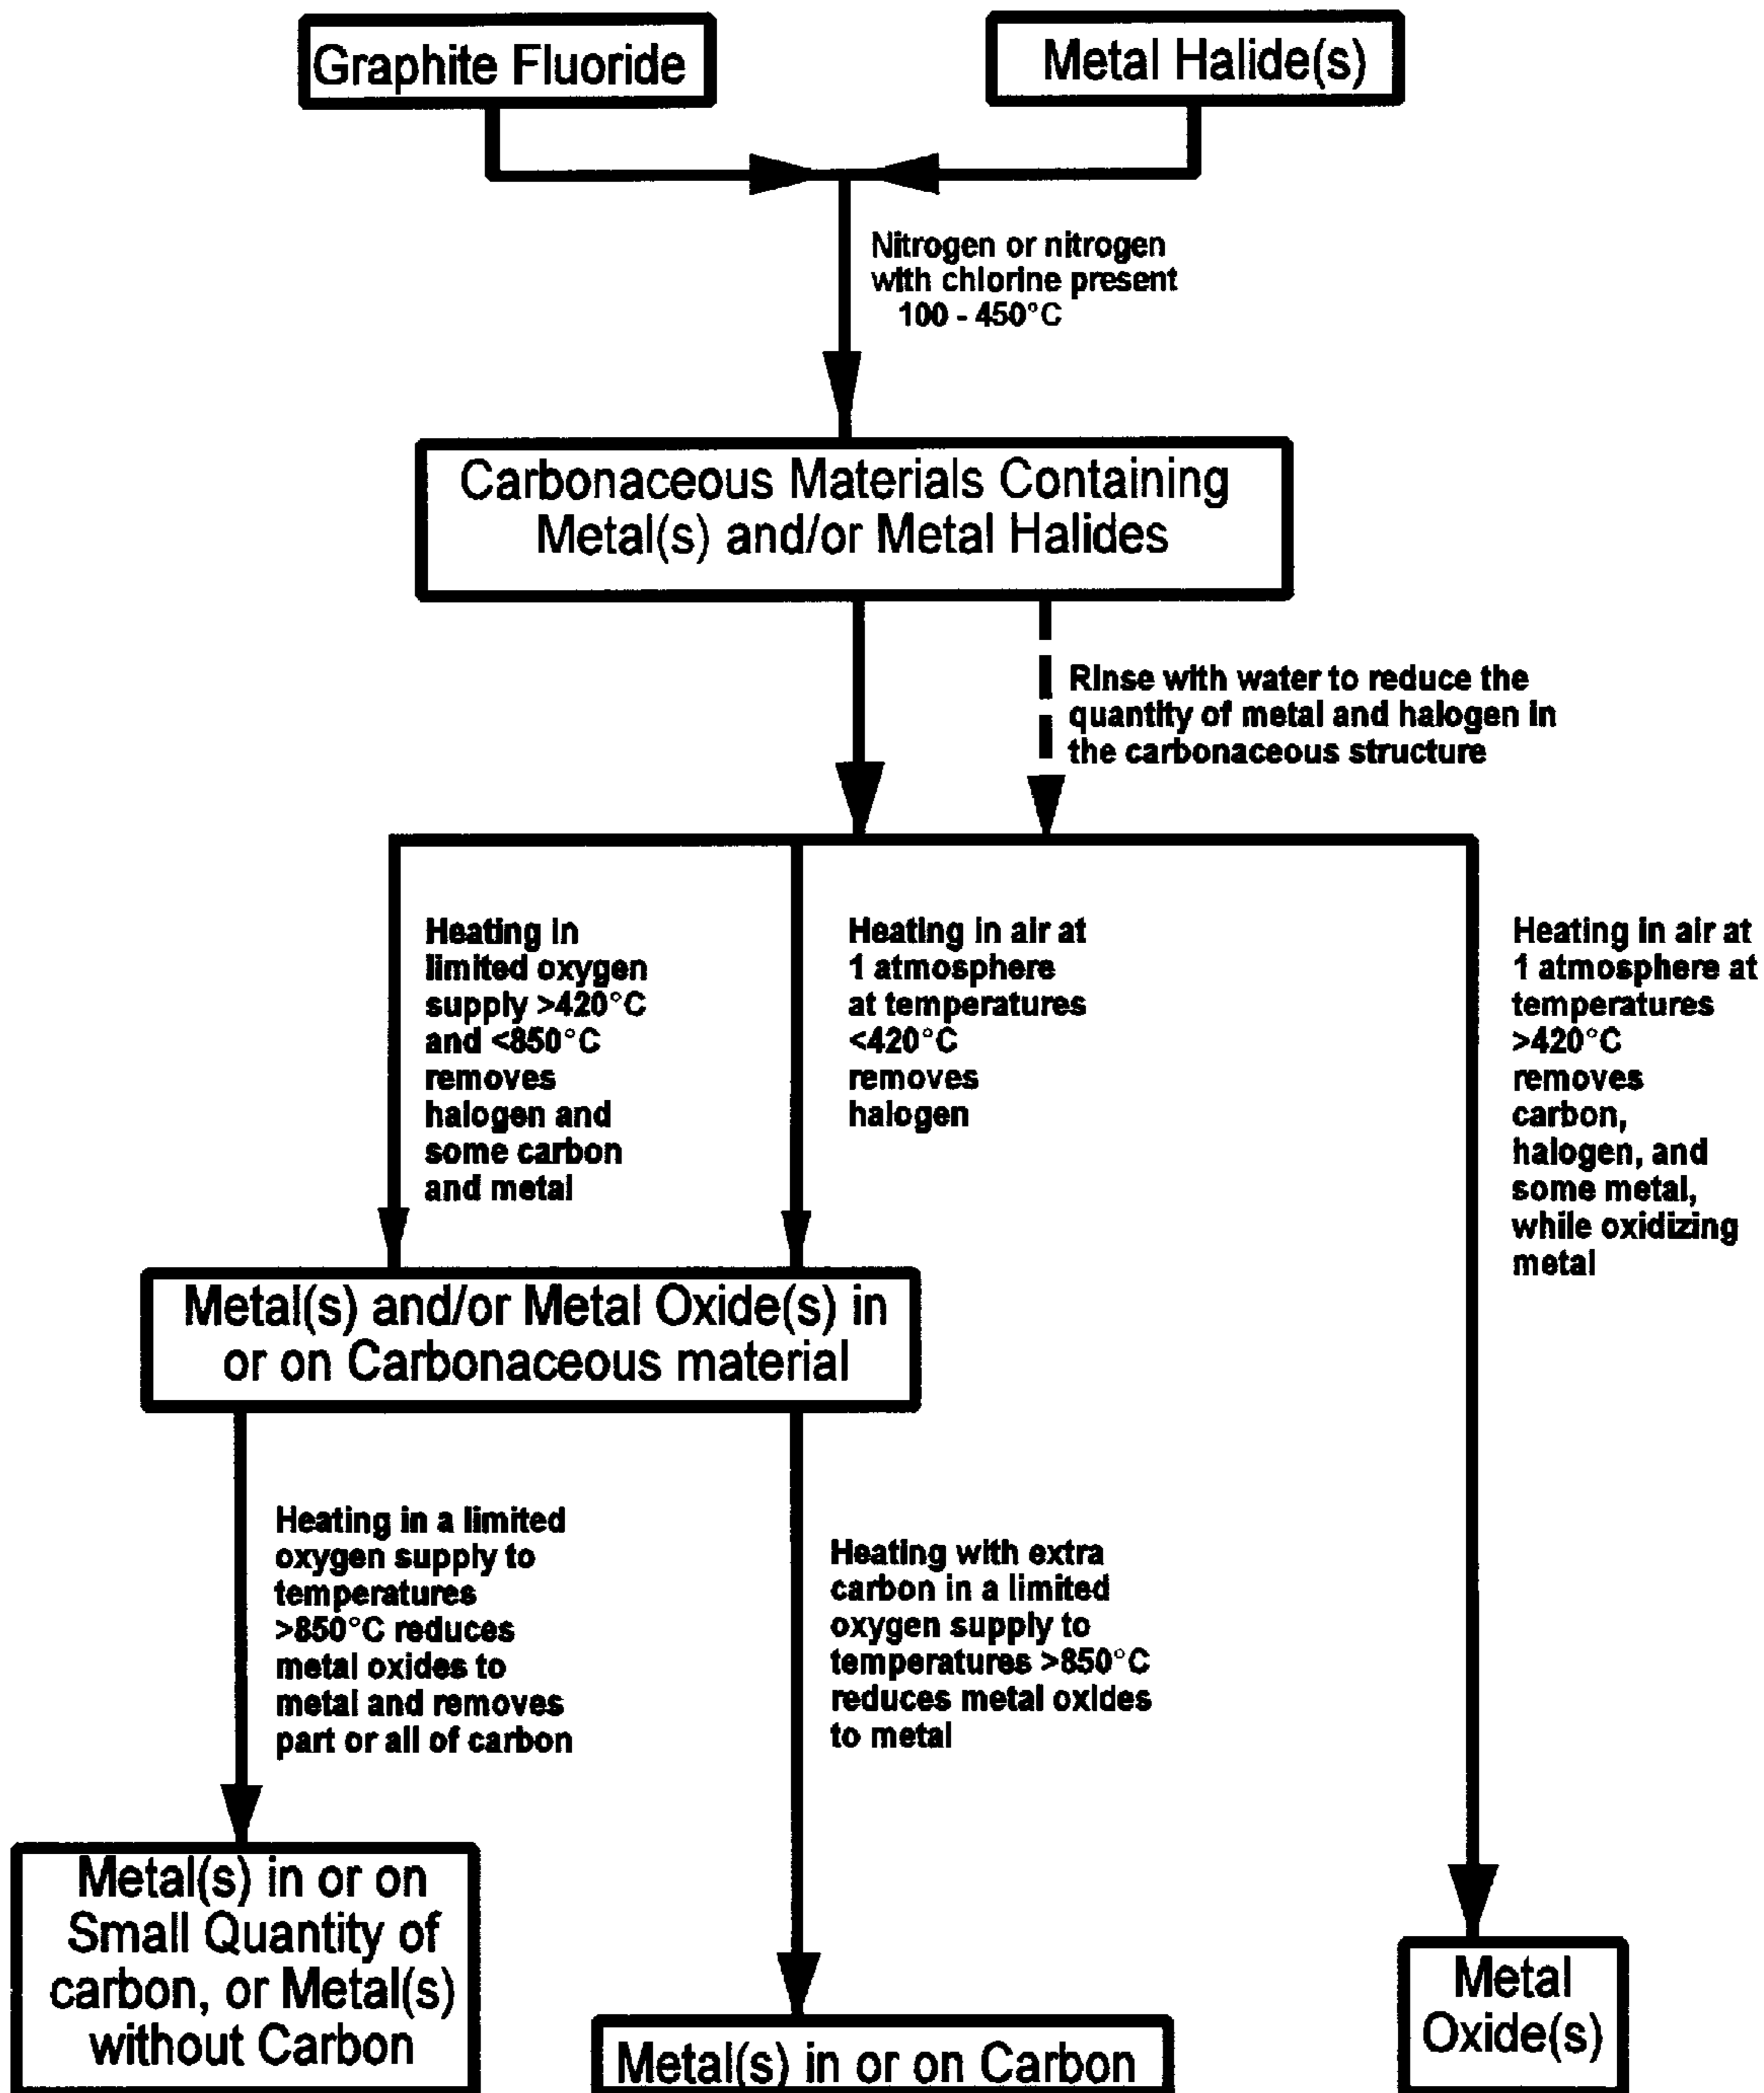 Graphite Fluoride
Metal Halide(s)
Nitrogen or nitrogen
with chlorine present
100 - 450°C
Carbonaceous Materials Containing
Metal(s) and/or Metal Halides
Rinse with water to reduce the
quantity of metal and halogen in
the carbonaceous structure
Heating in
limited oxygen
supply >420°C
and <850°C
removes
halogen and
some carbon
and metal
Heating in air at
1 atmosphere
at temperatures
<420°C
removes
halogen
Heating in air at
1 atmosphere at
temperatures
>420°C
removes
carbon,
halogen, and
some metal,
while oxidizing
metal
Metal(s) and/or Metal Oxide(s) in
or on Carbonaceous material
Heating in a limited
oxygen supply to
temperatures
>850°C reduces
metal oxides to
metal and removes
part or all of carbon
Heating with extra
carbon in a limited
oxygen supply to
temperatures >850°C
reduces metal oxides
to metal
Metal(s) in or on
Small Quantity of
carbon, or Metal(s)
without Carbon
Metal(s) in or on Carbon
Metal
Oxide(s)